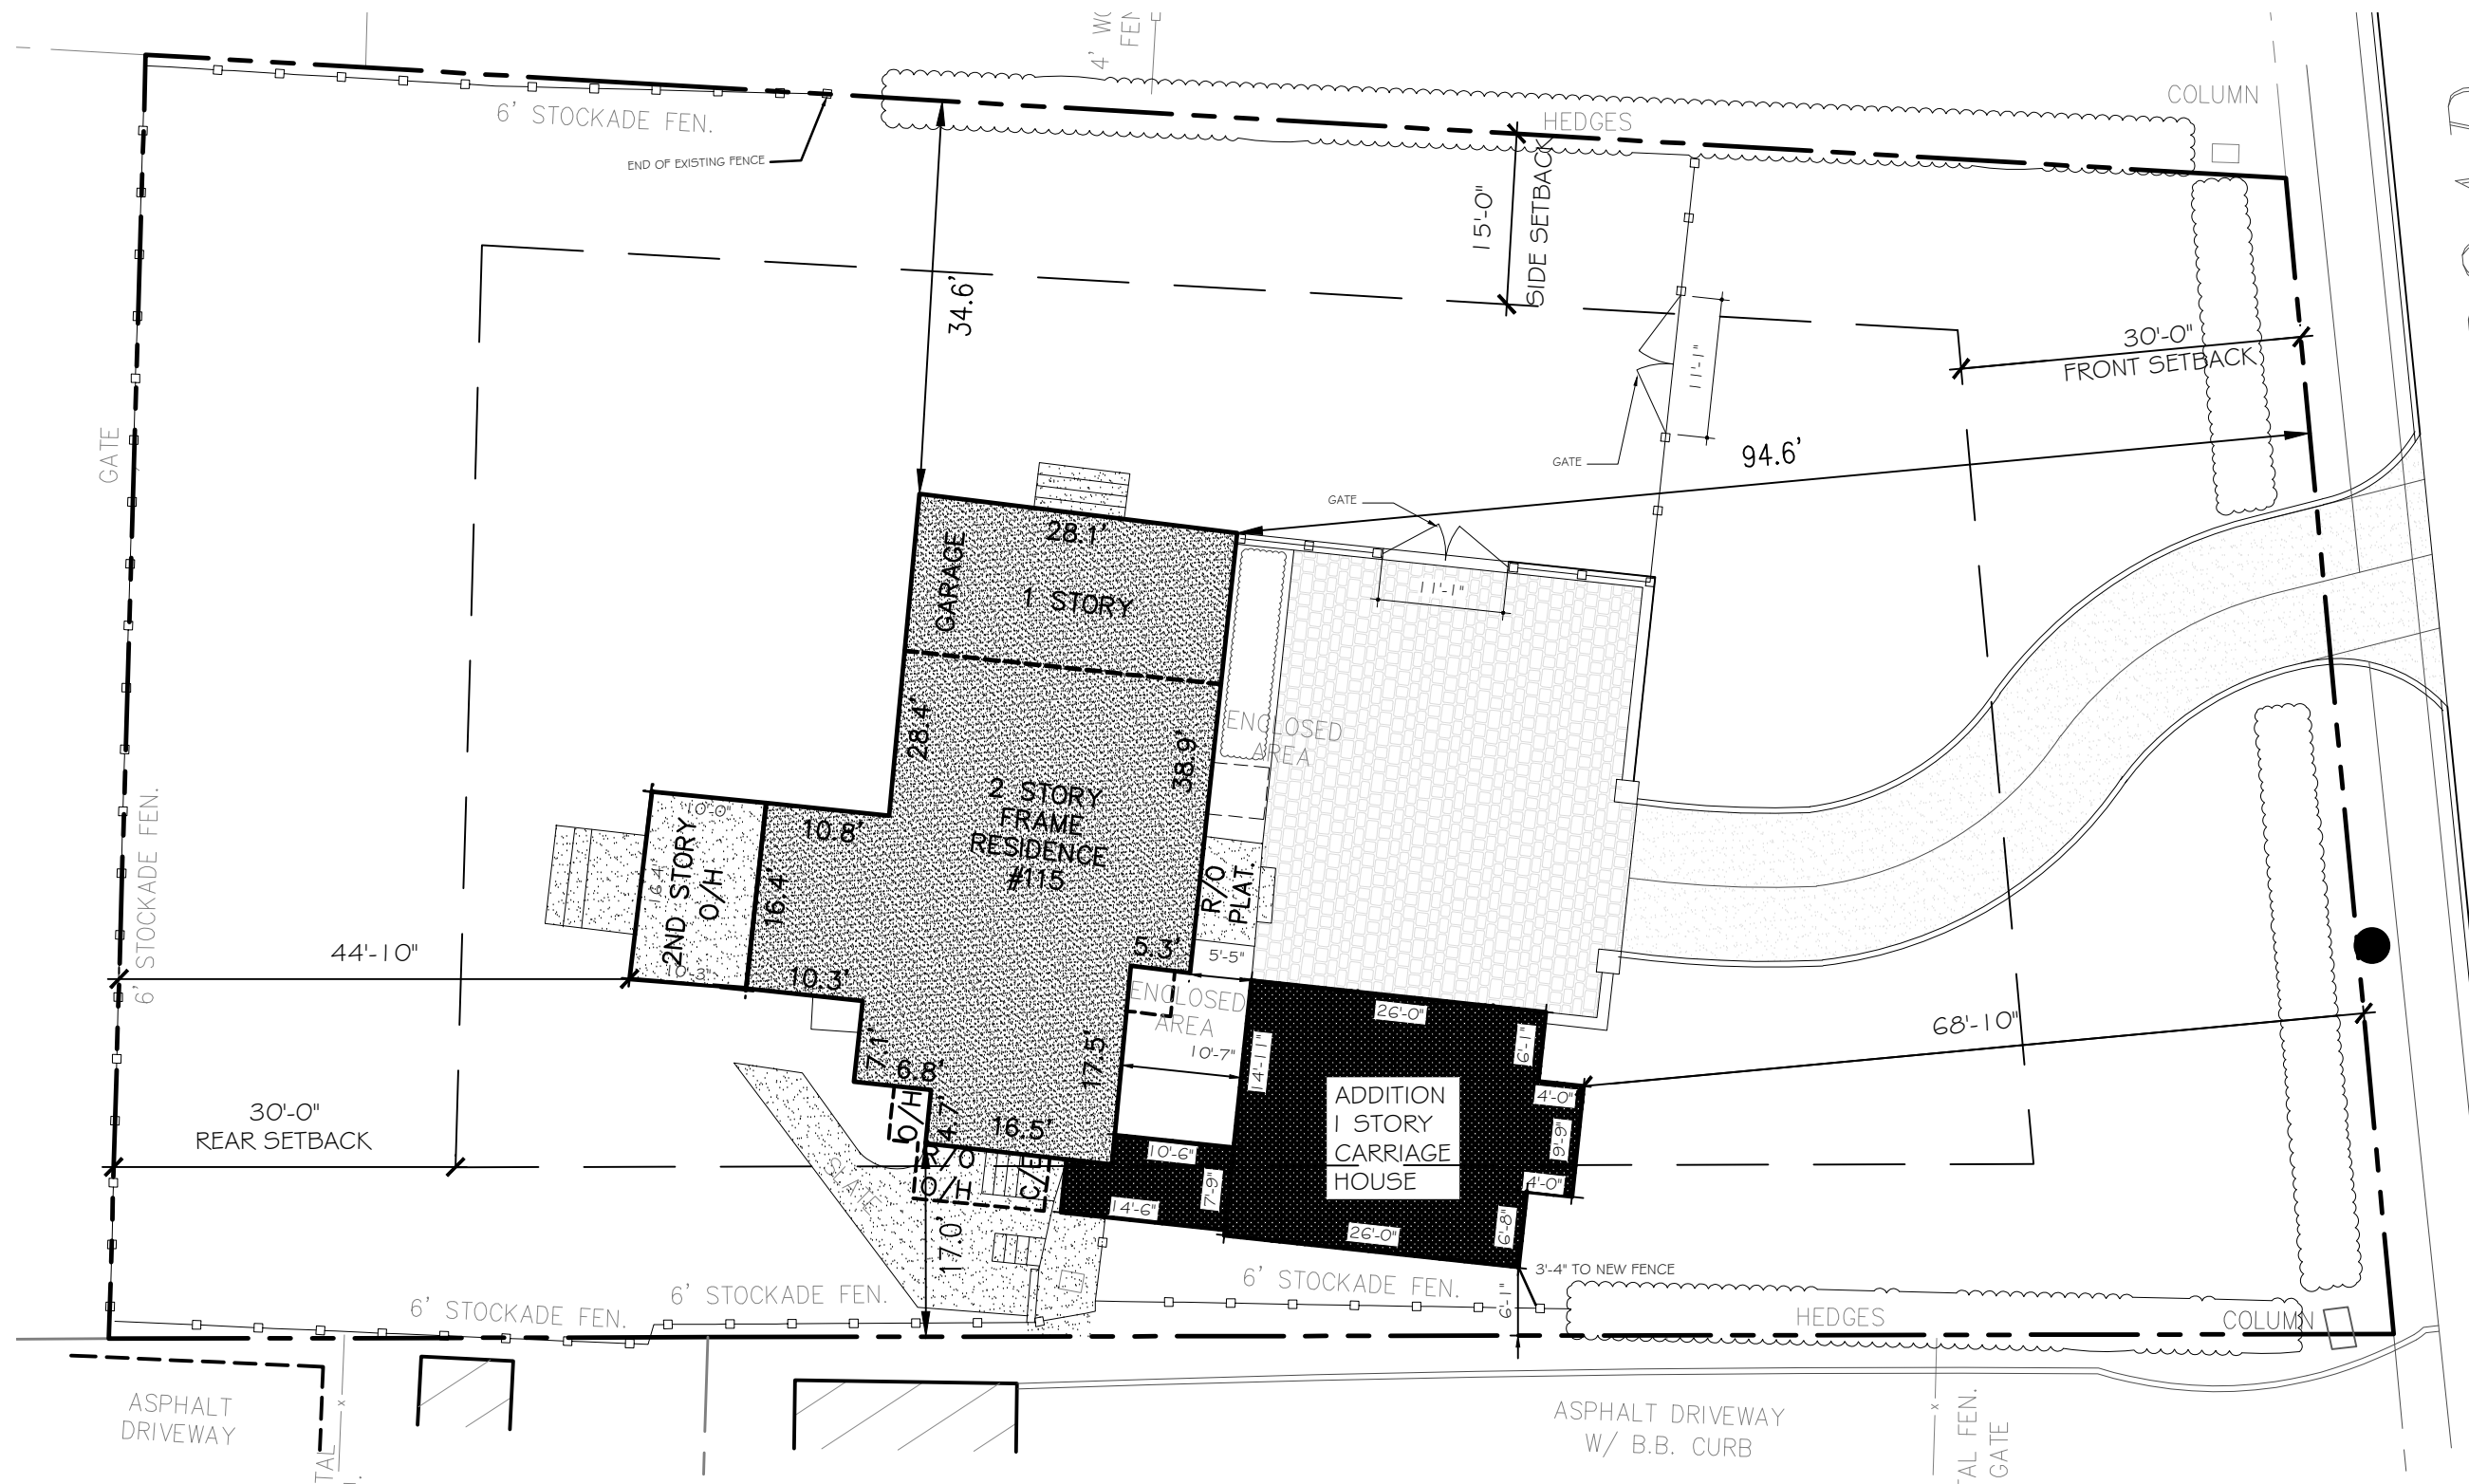 4' WO
FEN
COLUMN
6' STOCKADE FEN.
HEDGES
END OF EXISTING FENCE
15'-0"
SIDE SETBACK
34.6'
30'-0"
FRONT SETBACK
11'-1"
GATE
94.6'
GATE
GATE
28.1'
GARAGE
1 STORY
11'-1"
28.4'
38.9'
ENCLOSED
AREA
2 STORY
FRAME
RESIDENCE
#115
10'-0"
10.8'
16.4'
2ND STORY
O/H
16.4'
R/O
PLAT.
6' STOCKADE FEN.
44'-10"
10'-3"
10.3'
5.3'
5'-5"
ENCLOSED
AREA
10'-7"
26'-0"
14'-11"
6'-1"
68'-10"
7.1'
6.8'
17.5'
ADDITION
1 STORY
CARRIAGE
HOUSE
4'-0"
9'-9"
4'-0"
30'-0"
REAR SETBACK
O/H
4.7'
16.5'
R/O
O/H
C/E
SLATE
10'-6"
7'-9"
14'-6"
26'-0"
6'-8"
17.0'
3'-4" TO NEW FENCE
6'-1"
6' STOCKADE FEN.
6' STOCKADE FEN.
6' STOCKADE FEN.
HEDGES
COLUMN
ASPHALT
DRIVEWAY
ASPHALT DRIVEWAY
W/ B.B. CURB
TAL FEN.
GATE
TAL